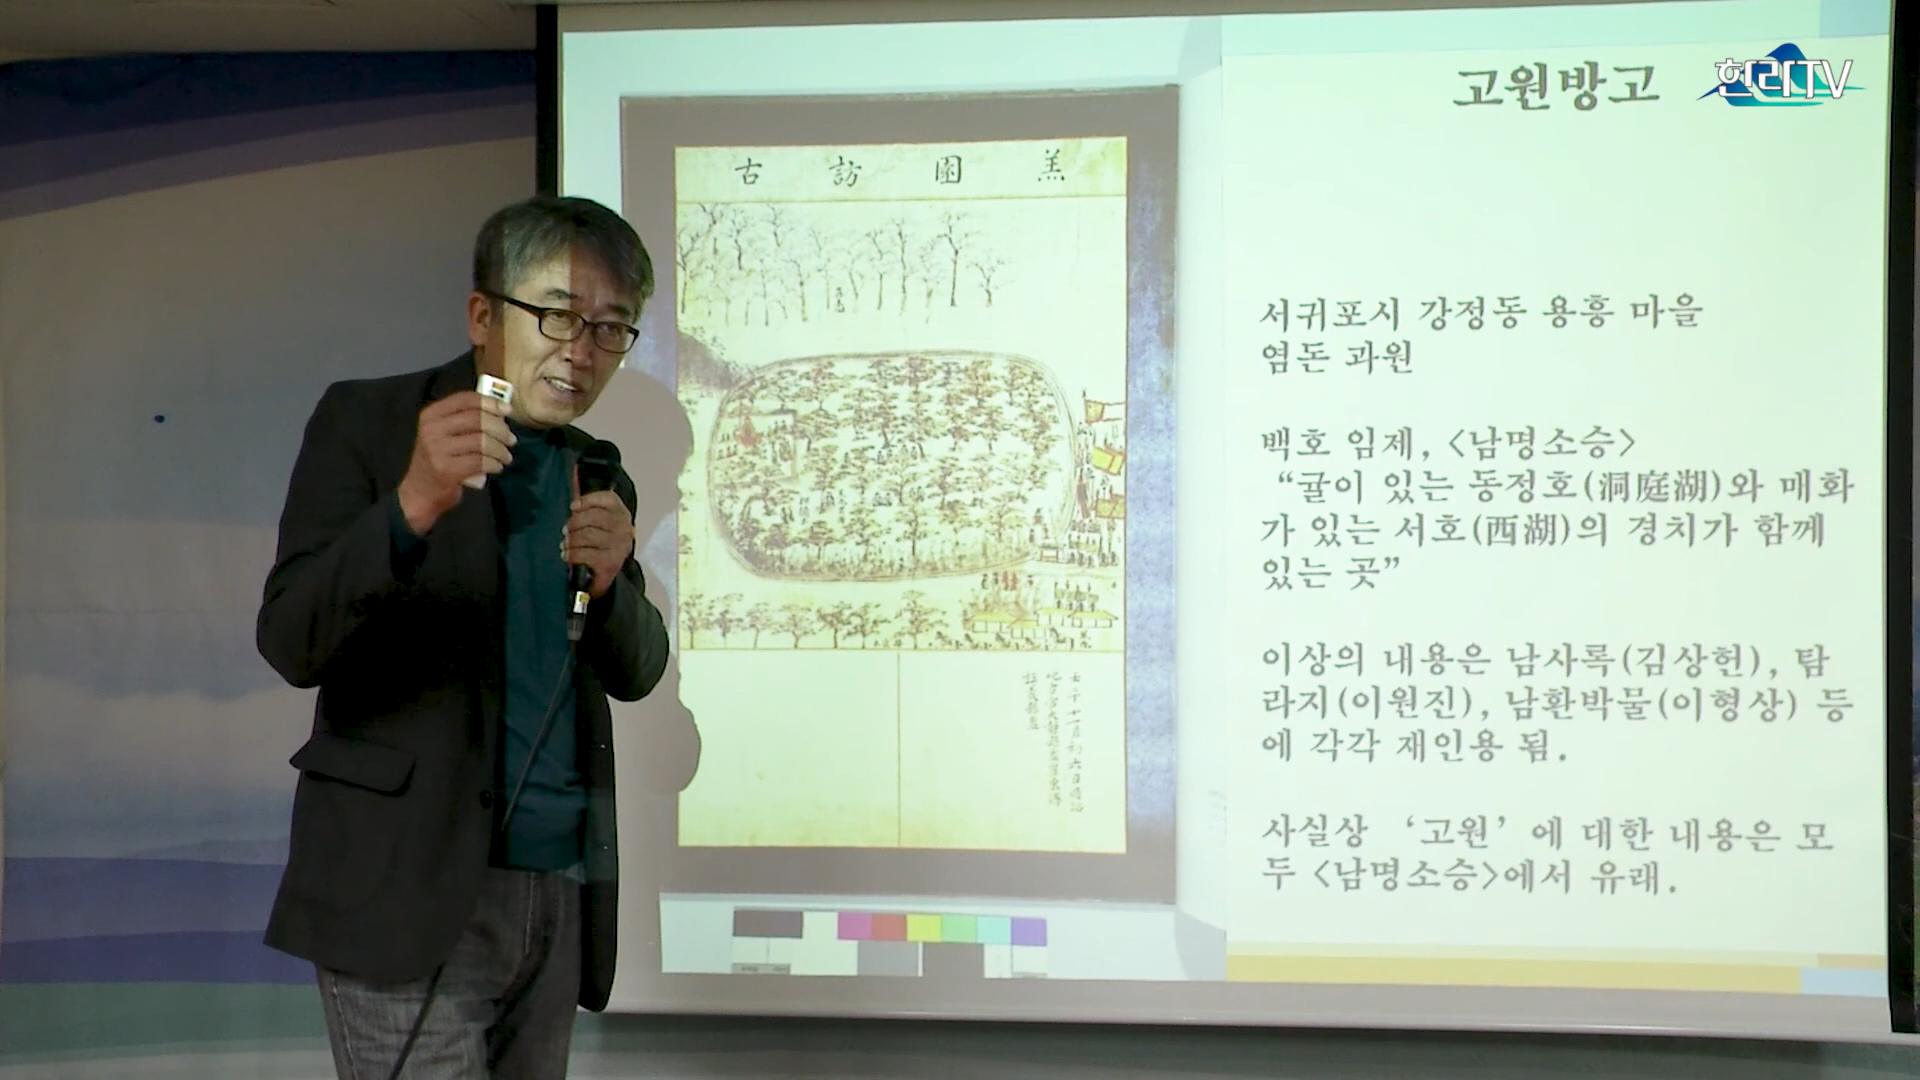 한라TV
고원방고
古 訪 園 羔
서귀포시 강정동 용흥 마을
염돈 과원
백호 임제, <남명소승>
“귤이 있는 동정호(洞庭湖)와 매화
가 있는 서호(西湖)의 경치가 함께
있는 곳”
이상의 내용은 남사록(김상헌), 탐
라지(이원진), 남환박물(이형상) 등
에 각각 재인용 됨.
사실상 ‘고원’에 대한 내용은 모
두 <남명소승>에서 유래.